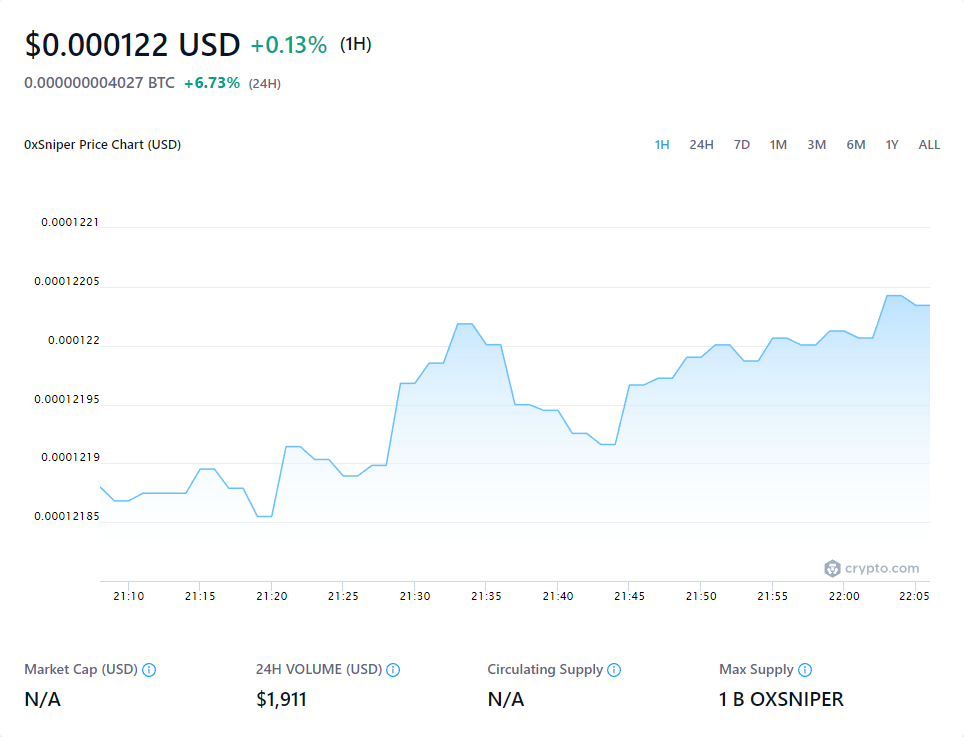 $0.000122 USD +0.13% (1H)
0.000000004027 BTC +6.73% (24H)
0xSniper Price Chart (USD) 1H 24H 7D 1M 3M 6M 1Y ALL
0.0001221
0.00012205
0.000122
0.00012195
0.0001219
0.00012185
crypto.com
21:10 21:15 21:20 21:25 21:30 21:35 21:40 21:45 21:50 21:55 22:00 22:05
Market Cap (USD) 24H VOLUME (USD) Circulating Supply Max Supply
N/A $1,911 N/A 1 B OXSNIPER